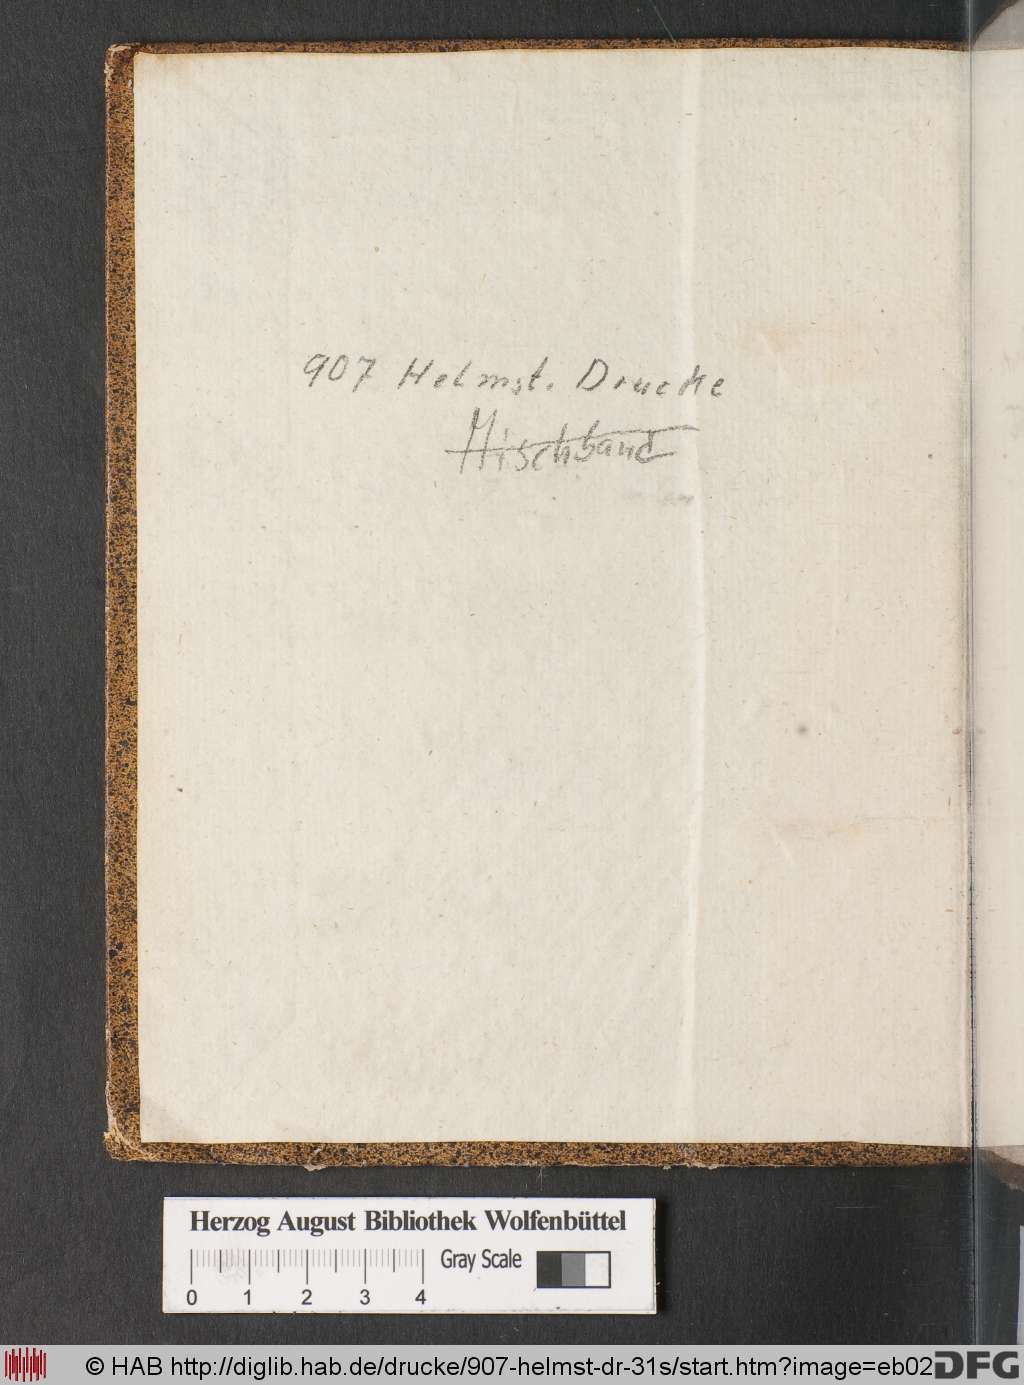 907 Helmst. Drucke
Mischband
Herzog August Bibliothek Wolfenbüttel
Gray Scale
0 1 2 3 4
© HAB http://diglib.hab.de/drucke/907-helmst-dr-31s/start.htm?image=eb02
DFG